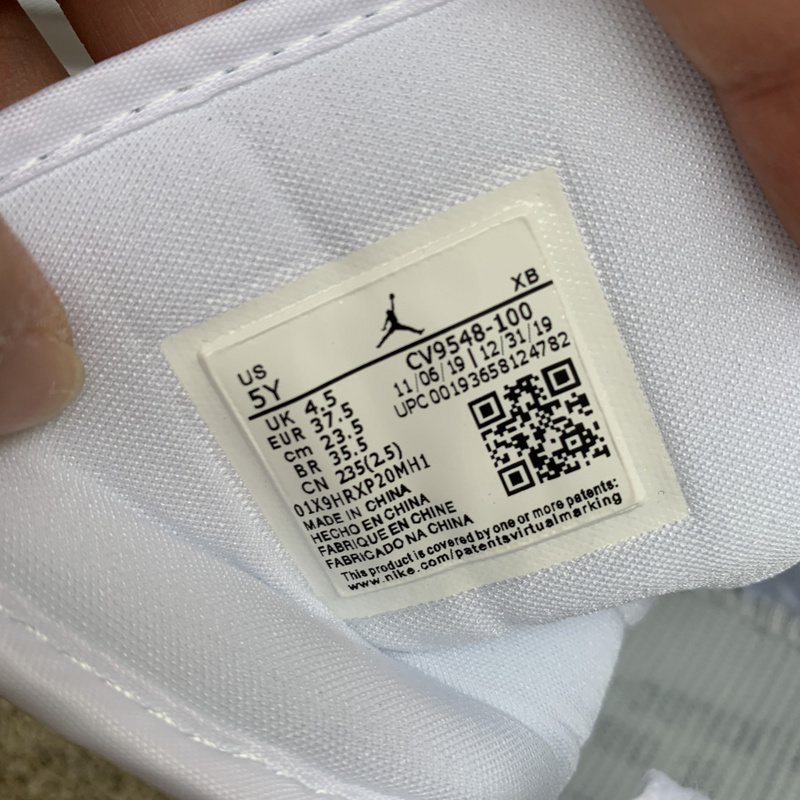 XB
US
5Y
CV9548-100
11/06/19 | 12/31/19
UPC 00193658124782
UK 4.5
EUR 37.5
cm 23.5
BR 35.5
CN 235(2.5)
01X9HRXP20MH1
MADE IN CHINA
HECHO EN CHINA
FABRIQUE EN CHINE
FABRICADO NA CHINA
This product is covered by one or more patents:
www.nike.com/patentsvirtualmarking